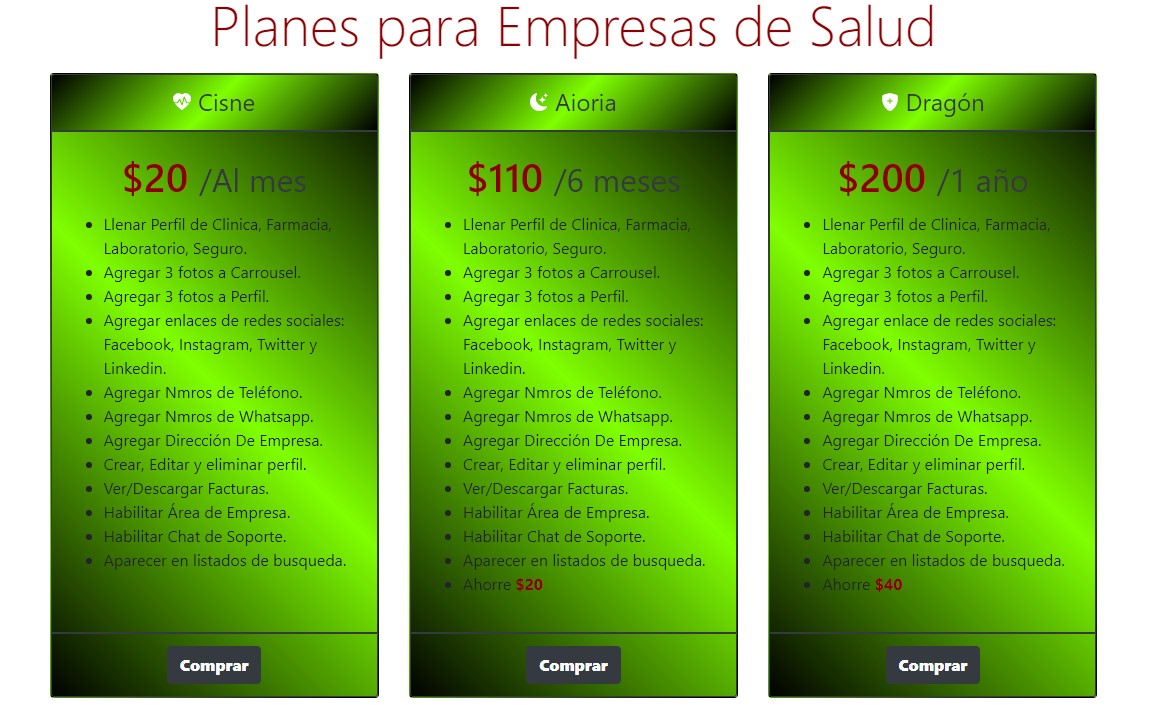 Planes para Empresas de Salud
Cisne
$20 /Al mes
Llenar Perfil de Clinica, Farmacia,
Laboratorio, Seguro.
Agregar 3 fotos a Carrousel.
Agregar 3 fotos a Perfil.
Agregar enlaces de redes sociales:
Facebook, Instagram, Twitter y
Linkedin.
Agregar Nmros de Teléfono.
Agregar Nmros de Whatsapp.
Agregar Dirección De Empresa.
Crear, Editar y eliminar perfil.
Ver/Descargar Facturas.
Habilitar Área de Empresa.
Habilitar Chat de Soporte.
Aparecer en listados de busqueda.
Comprar
Aioria
$110 /6 meses
Llenar Perfil de Clinica, Farmacia,
Laboratorio, Seguro.
Agregar 3 fotos a Carrousel.
Agregar 3 fotos a Perfil.
Agregar enlaces de redes sociales:
Facebook, Instagram, Twitter y
Linkedin.
Agregar Nmros de Teléfono.
Agregar Nmros de Whatsapp.
Agregar Dirección De Empresa.
Crear, Editar y eliminar perfil.
Ver/Descargar Facturas.
Habilitar Área de Empresa.
Habilitar Chat de Soporte.
Aparecer en listados de busqueda.
Ahorre $20
Comprar
Dragón
$200 /1 año
Llenar Perfil de Clinica, Farmacia,
Laboratorio, Seguro.
Agregar 3 fotos a Carrousel.
Agregar 3 fotos a Perfil.
Agregar enlace de redes sociales:
Facebook, Instagram, Twitter y
Linkedin.
Agregar Nmros de Teléfono.
Agregar Nmros de Whatsapp.
Agregar Dirección De Empresa.
Crear, Editar y eliminar perfil.
Ver/Descargar Facturas.
Habilitar Área de Empresa.
Habilitar Chat de Soporte.
Aparecer en listados de busqueda.
Ahorre $40
Comprar